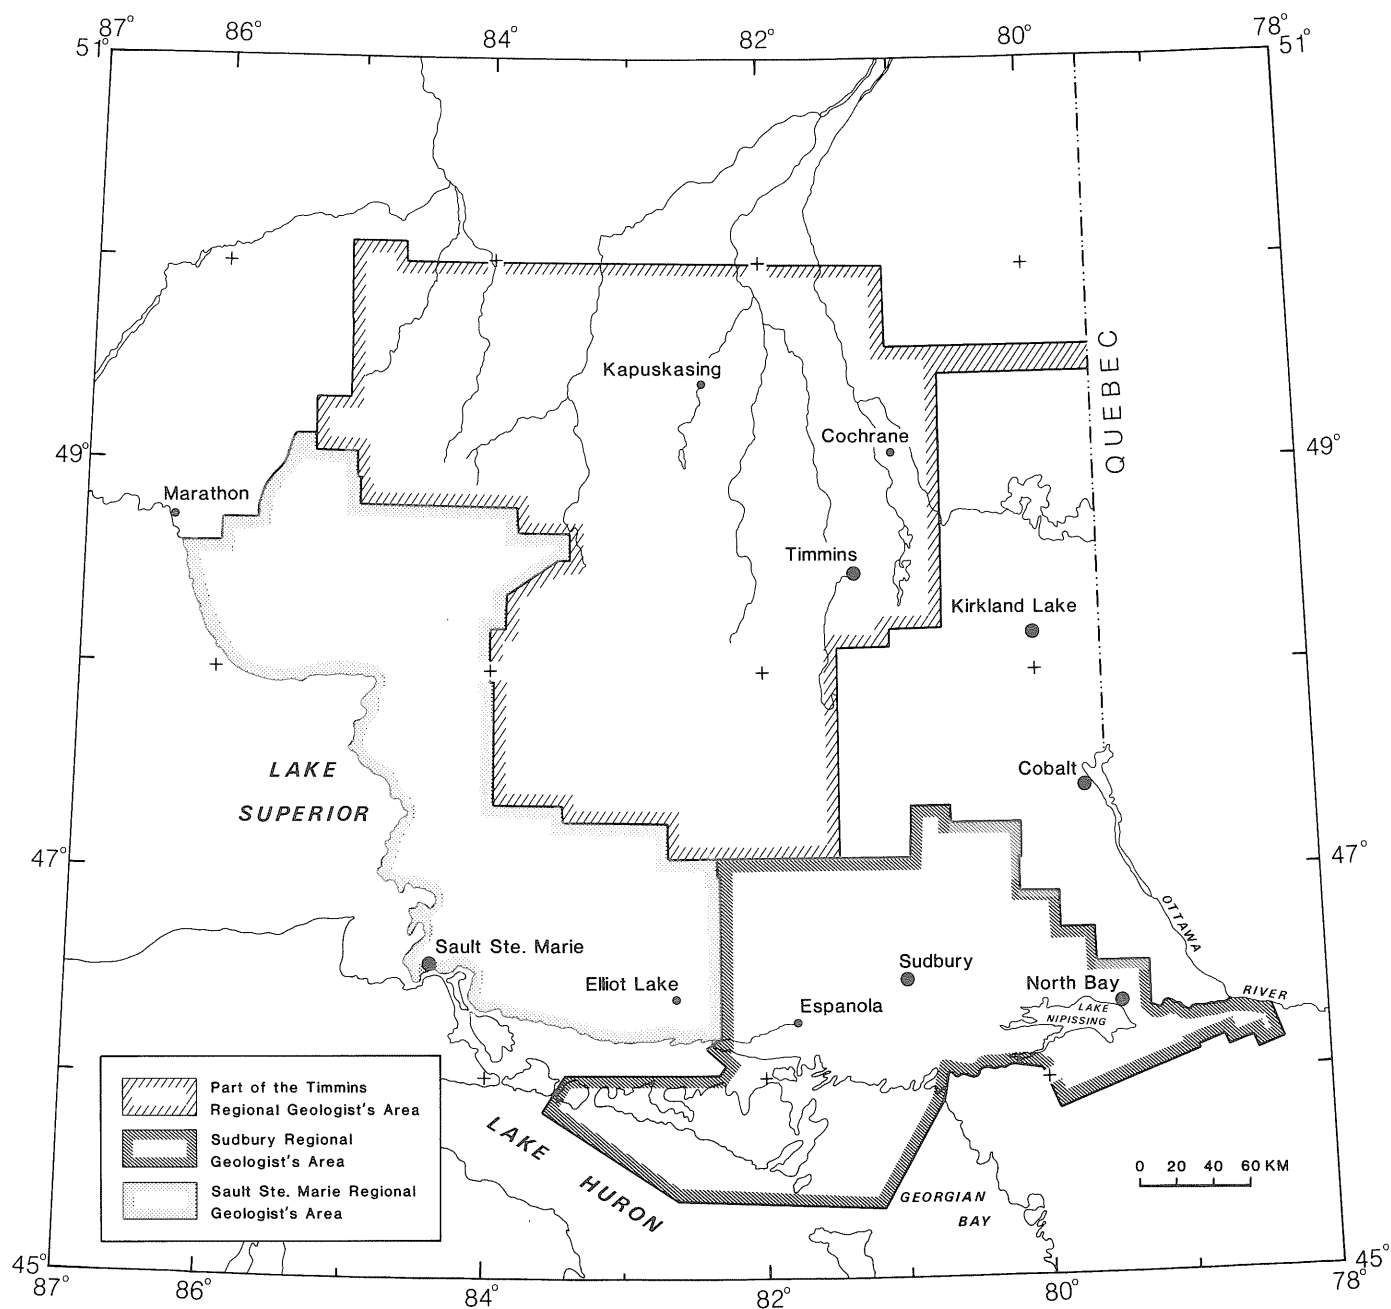 87° 86° 84° 82° 80° 78°
51° 51°
Kapuskasing
QUEBEC
Cochrane
49° 49°
Marathon
Timmins
Kirkland Lake
LAKE
SUPERIOR
Cobalt
47° 47°
OTTAWA
RIVER
Sault Ste. Marie
Sudbury
Elliot Lake
North Bay
Espanola
LAKE
NIPISSING
Part of the Timmins
Regional Geologist's Area
Sudbury Regional
Geologist's Area
Sault Ste. Marie Regional
Geologist's Area
LAKE
HURON
0 20 40 60 KM
GEORGIAN
BAY
45° 45°
87° 86° 84° 82° 80° 78°